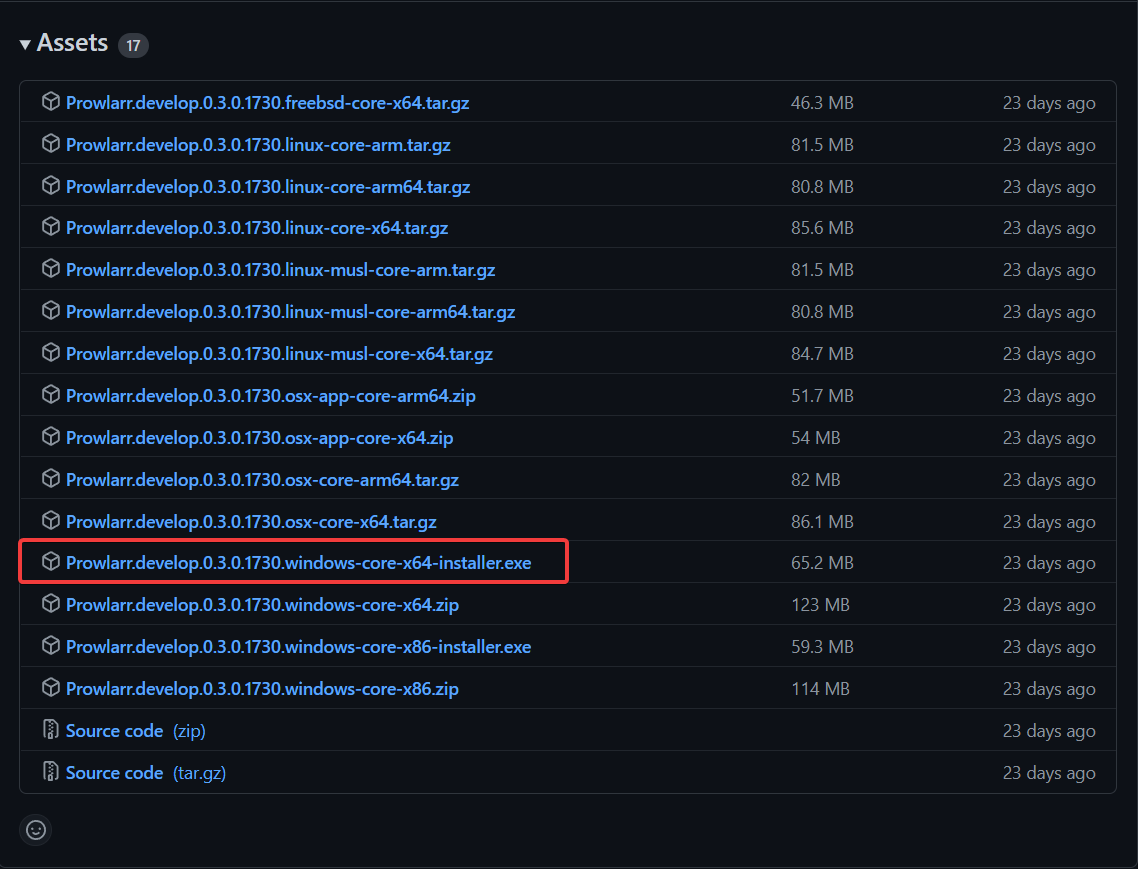 Assets 17
Prowlarr.develop.0.3.0.1730.freebsd-core-x64.tar.gz 46.3 MB 23 days ago
Prowlarr.develop.0.3.0.1730.linux-core-arm.tar.gz 81.5 MB 23 days ago
Prowlarr.develop.0.3.0.1730.linux-core-arm64.tar.gz 80.8 MB 23 days ago
Prowlarr.develop.0.3.0.1730.linux-core-x64.tar.gz 85.6 MB 23 days ago
Prowlarr.develop.0.3.0.1730.linux-musl-core-arm.tar.gz 81.5 MB 23 days ago
Prowlarr.develop.0.3.0.1730.linux-musl-core-arm64.tar.gz 80.8 MB 23 days ago
Prowlarr.develop.0.3.0.1730.linux-musl-core-x64.tar.gz 84.7 MB 23 days ago
Prowlarr.develop.0.3.0.1730.osx-app-core-arm64.zip 51.7 MB 23 days ago
Prowlarr.develop.0.3.0.1730.osx-app-core-x64.zip 54 MB 23 days ago
Prowlarr.develop.0.3.0.1730.osx-core-arm64.tar.gz 82 MB 23 days ago
Prowlarr.develop.0.3.0.1730.osx-core-x64.tar.gz 86.1 MB 23 days ago
Prowlarr.develop.0.3.0.1730.windows-core-x64-installer.exe 65.2 MB 23 days ago
Prowlarr.develop.0.3.0.1730.windows-core-x64.zip 123 MB 23 days ago
Prowlarr.develop.0.3.0.1730.windows-core-x86-installer.exe 59.3 MB 23 days ago
Prowlarr.develop.0.3.0.1730.windows-core-x86.zip 114 MB 23 days ago
Source code (zip) 23 days ago
Source code (tar.gz) 23 days ago